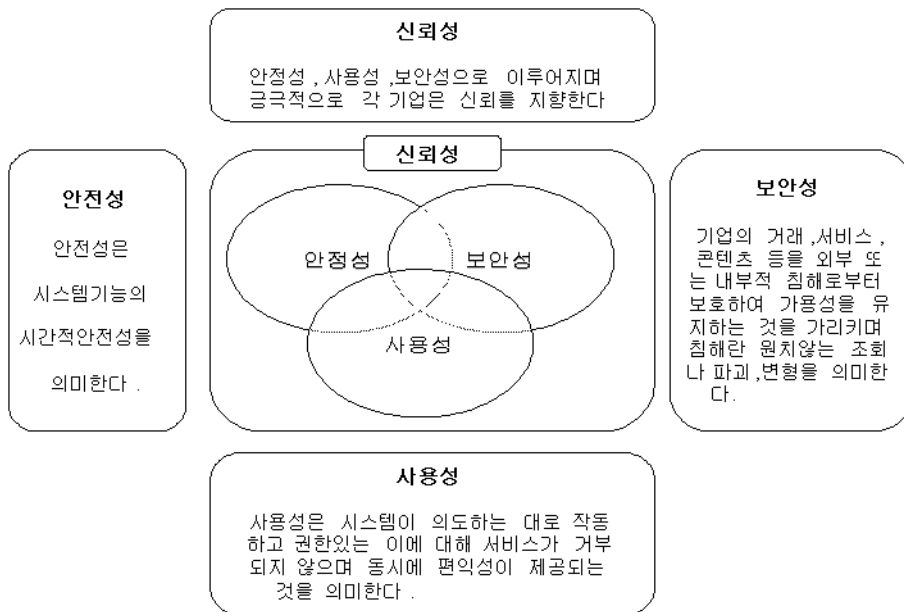 신뢰성
안정성 , 사용성 ,보안성으로 이루어지며
궁극적으로 각 기업은 신뢰를 지향한다
안전성
안전성은
시스템기능의
시간적안전성을
의미한다 .
신뢰성
안정성
보안성
사용성
보안성
기업의 거래 ,서비스 ,
콘텐츠 등을 외부 또
는 내부적 침해로부터
보호하여 가용성을 유
지하는 것을 가리키며
침해란 원치않는 조회
나 파괴 ,변형을 의미한
다.
사용성
사용성은 시스템이 의도하는 대로 작동
하고 권한있는 이에 대해 서비스가 거부
되지 않으며 동시에 편익성이 제공되는
것을 의미한다 .